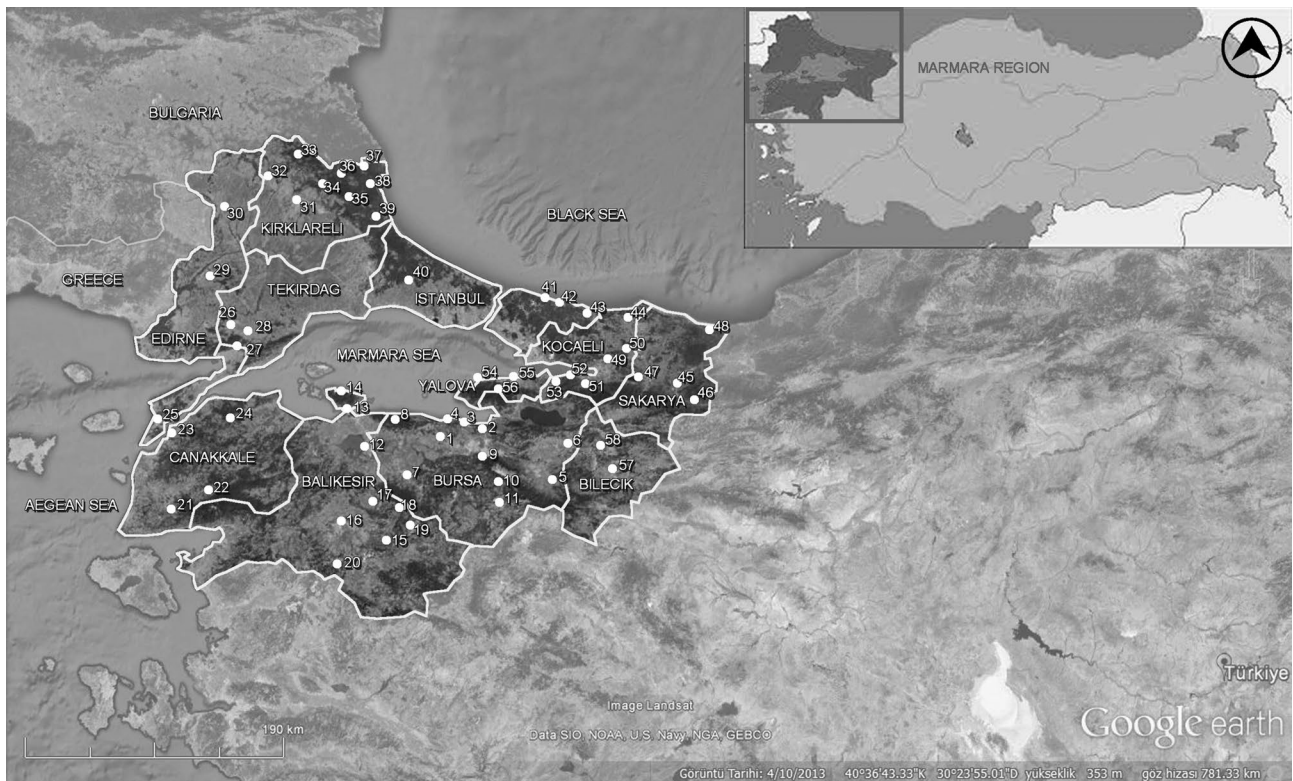 MARMARA REGION
BULGARIA
33
37
36
32
34
38
35
31
30
39
BLACK SEA
KIRKLARELI
GREECE
29
40
TEKIRDAG
ISTANBUL
41
42
43
44
26
28
48
EDIRNE
27
KOCAELI
50
MARMARA SEA
49
54
55
52
47
YALOVA
56
53
51
45
14
SAKARYA
46
13
25
24
8
4
3
23
1
2
12
6
58
CANAKKALE
9
57
BALIKESIR
7
BURSA
10
5
BILECIK
22
17
AEGEAN SEA
21
18
11
16
19
15
20
Türkiye
Image Landsat
190 km
Data SIO, NOAA, U.S. Navy, NGA, GEBCO
Google earth
Görüntü Tarihi: 4/10/2013 40°36'43.33"K 30°23'55.01"D yükseklik 353 m göz hizası 781.33 km